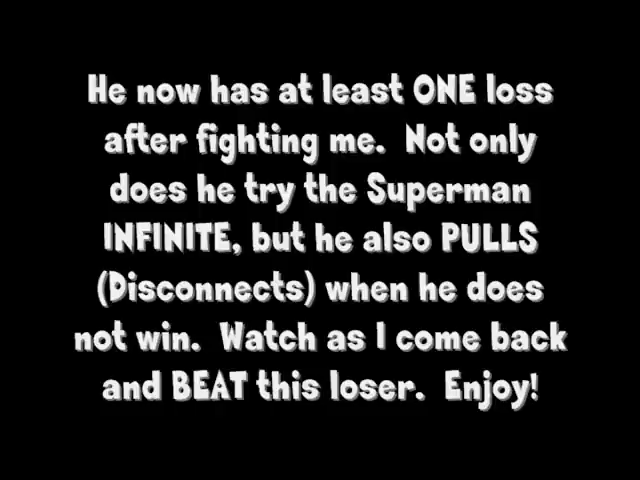 He now has at least ONE loss
after fighting me.  Not only
does he try the Superman
INFINITE, but he also PULLS
(Disconnects) when he does
not win.  Watch as I come back
and BEAT this loser.  Enjoy!